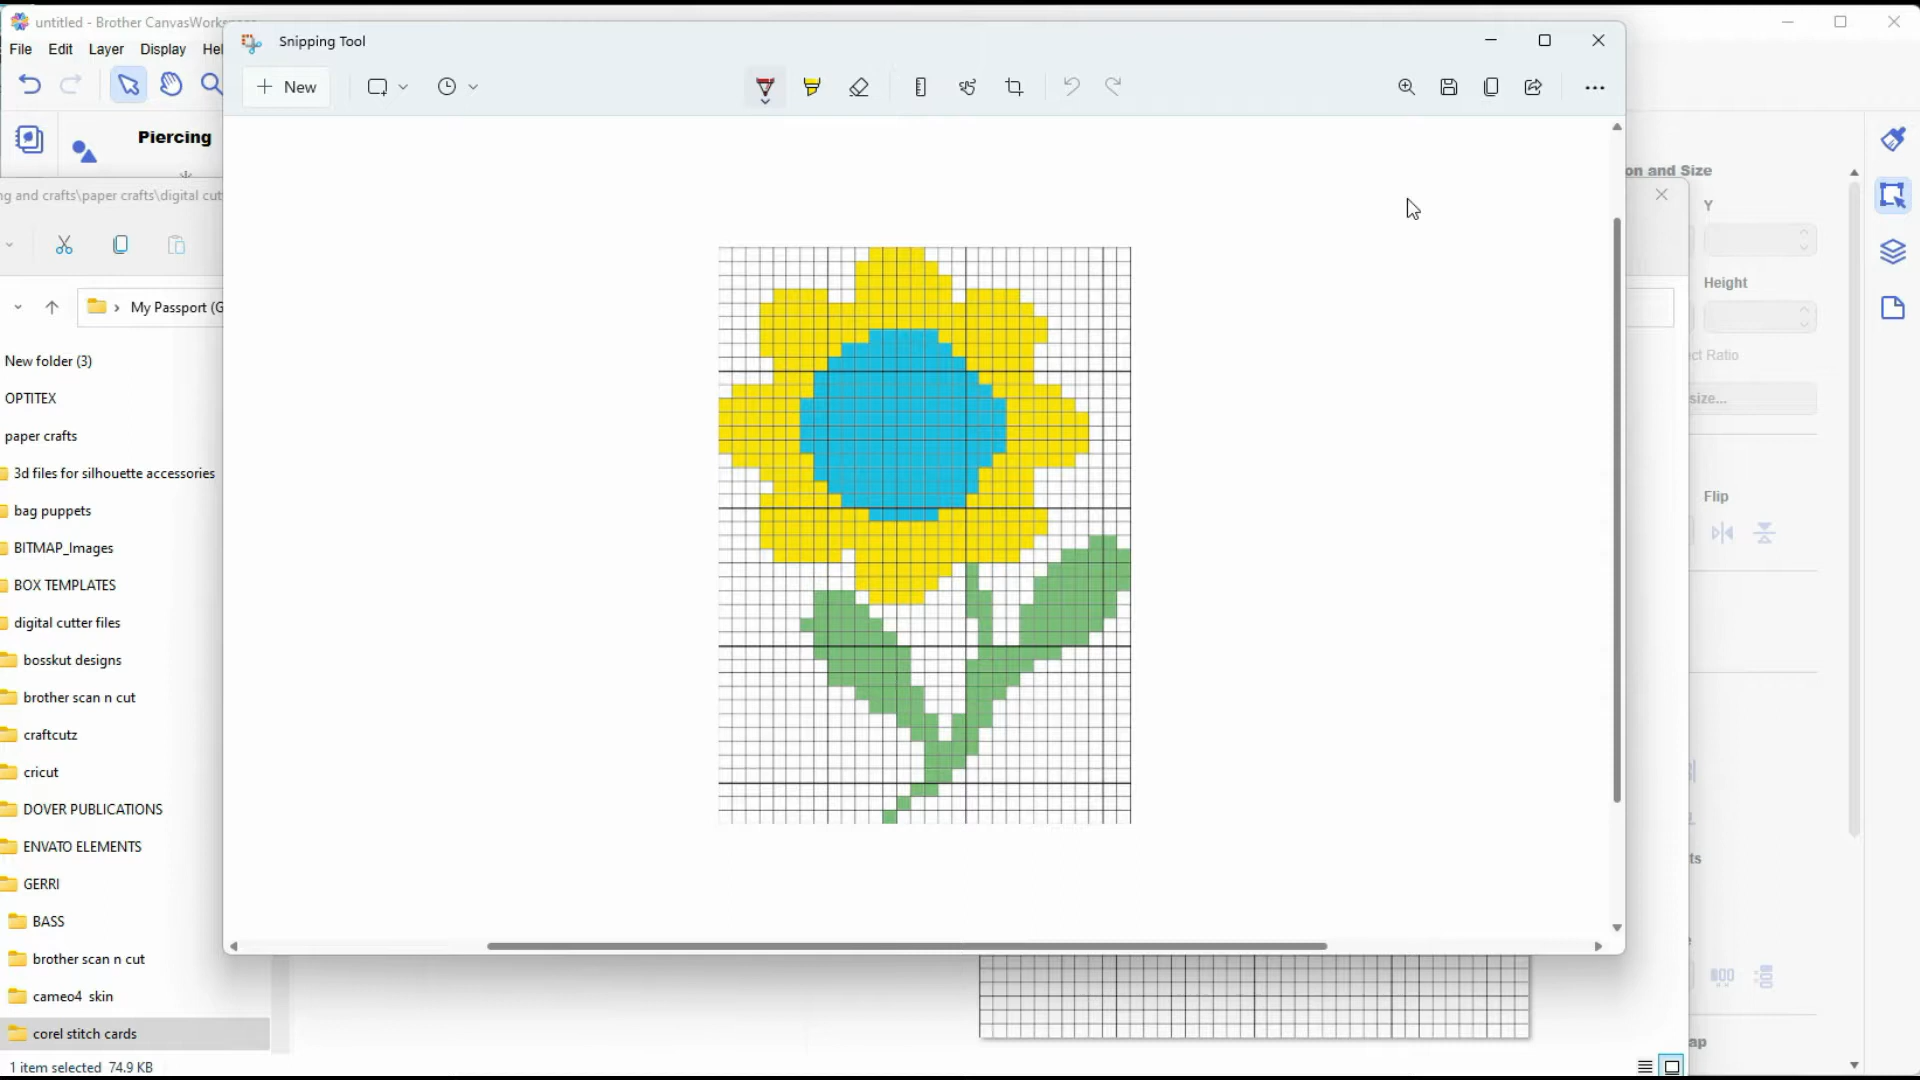 untitled - Brother CanvasWorks
Snipping Tool
File Edit Layer Display Hel
New
Piercing
on and Size
ng and crafts\paper crafts\digital cut
Y
Height
My Passport (G
ect Ratio
New folder (3)
OPTITEX
size...
paper crafts
3d files for silhouette accessories
Flip
bag puppets
BITMAP_Images
BOX TEMPLATES
digital cutter files
bosskut designs
brother scan n cut
craftcutz
cricut
DOVER PUBLICATIONS
ENVATO ELEMENTS
ts
GERRI
BASS
brother scan n cut
cameo4 skin
corel stitch cards
ap
1 item selected 74.9 KB